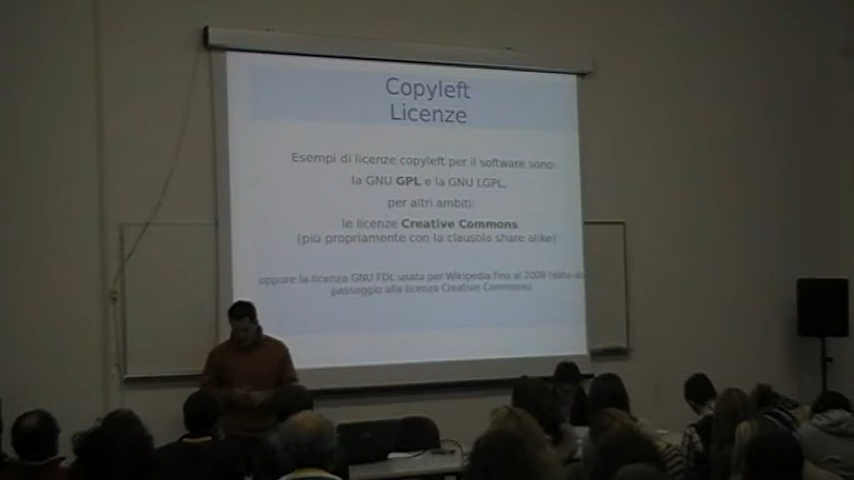 Copyleft
Licenze
Esempi di licenze copyleft per il software sono:
la GNU GPL e la GNU LGPL,
per altri ambiti:
le licenze Creative Commons
(più propriamente con la clausola share alike)
oppure la licenza GNU FDL usata per Wikipedia fino al 2009 (data
passaggio alla licenza Creative Commons)